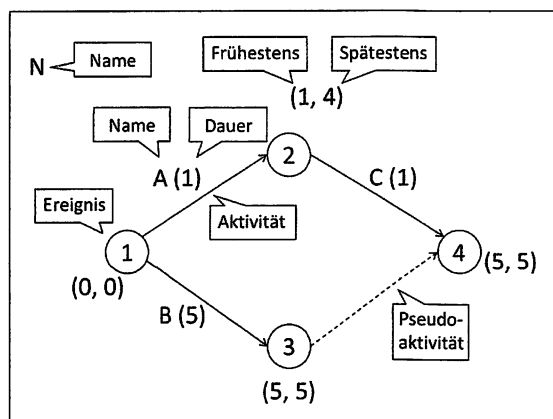 Frühestens
Spätestens
N
Name
(1, 4)
Name
Dauer
2
A (1)
C (1)
Ereignis
Aktivität
1
4
(0, 0)
(5, 5)
B (5)
3
Pseudo-
aktivität
(5, 5)